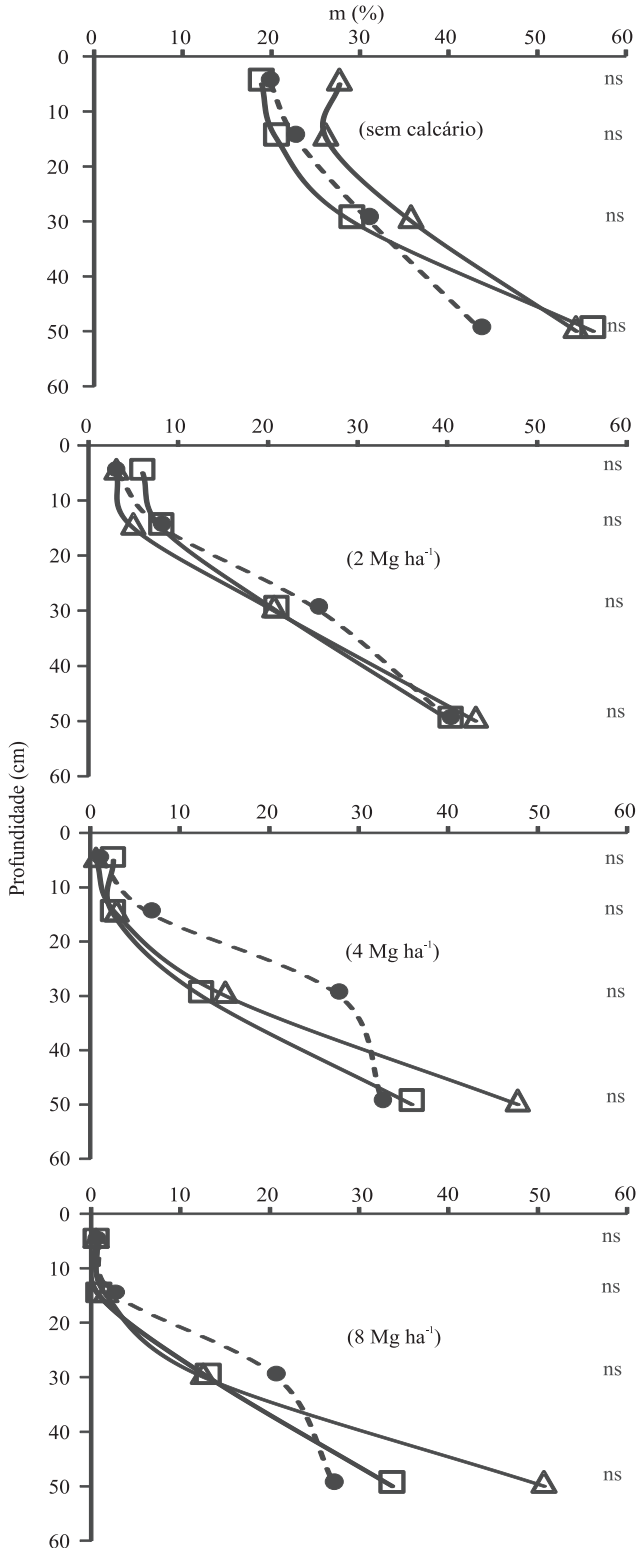 m (%)
0 10 20 30 40 50 60
0 ns
10 (sem calcário) ns
20
30 ns
40
50 ns
60
0 10 20 30 40 50 60
0 ns
10 ns
20 (2 Mg ha⁻¹)
30 ns
40
50 ns
60
Profundidade (cm)
0 10 20 30 40 50 60
0 ns
10 ns
20 (4 Mg ha⁻¹)
30 ns
40
50 ns
60
0 10 20 30 40 50 60
0 ns
10 ns
20 (8 Mg ha⁻¹)
30 ns
40
50 ns
60